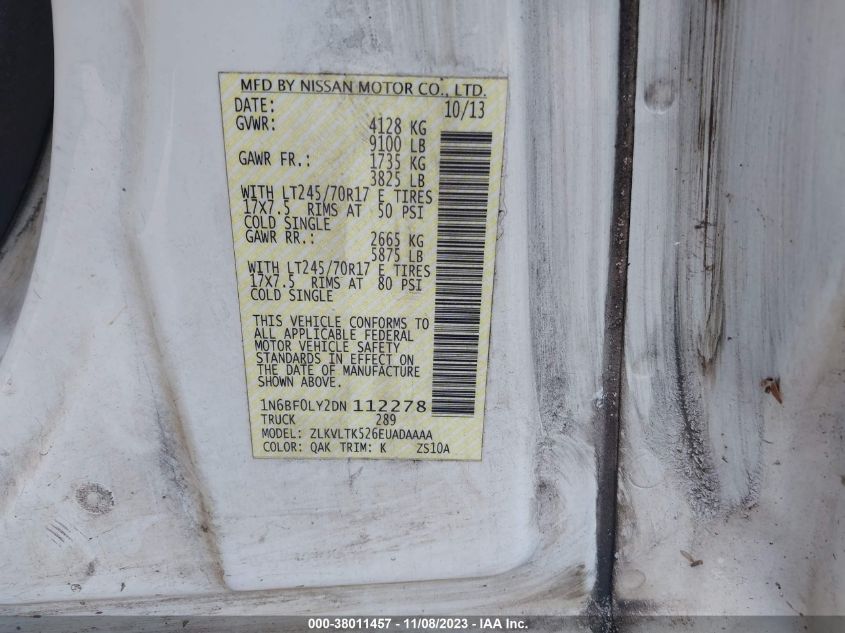 MFD BY NISSAN MOTOR CO., LTD.
DATE: 10/13
GVWR: 4128 KG
9100 LB
GAWR FR.: 1735 KG
3825 LB
WITH LT245/70R17 E TIRES
17X7.5 RIMS AT 50 PSI
COLD SINGLE
GAWR RR.: 2665 KG
5875 LB
WITH LT245/70R17 E TIRES
17X7.5 RIMS AT 80 PSI
COLD SINGLE
THIS VEHICLE CONFORMS TO
ALL APPLICABLE FEDERAL
MOTOR VEHICLE SAFETY
STANDARDS IN EFFECT ON
THE DATE OF MANUFACTURE
SHOWN ABOVE.
1N6BF0LY2DN 112278
TRUCK 289
MODEL: ZLKVLTK526EUADAAAA
COLOR: QAK TRIM: K ZS10A
000-38011457 - 11/08/2023 - IAA Inc.